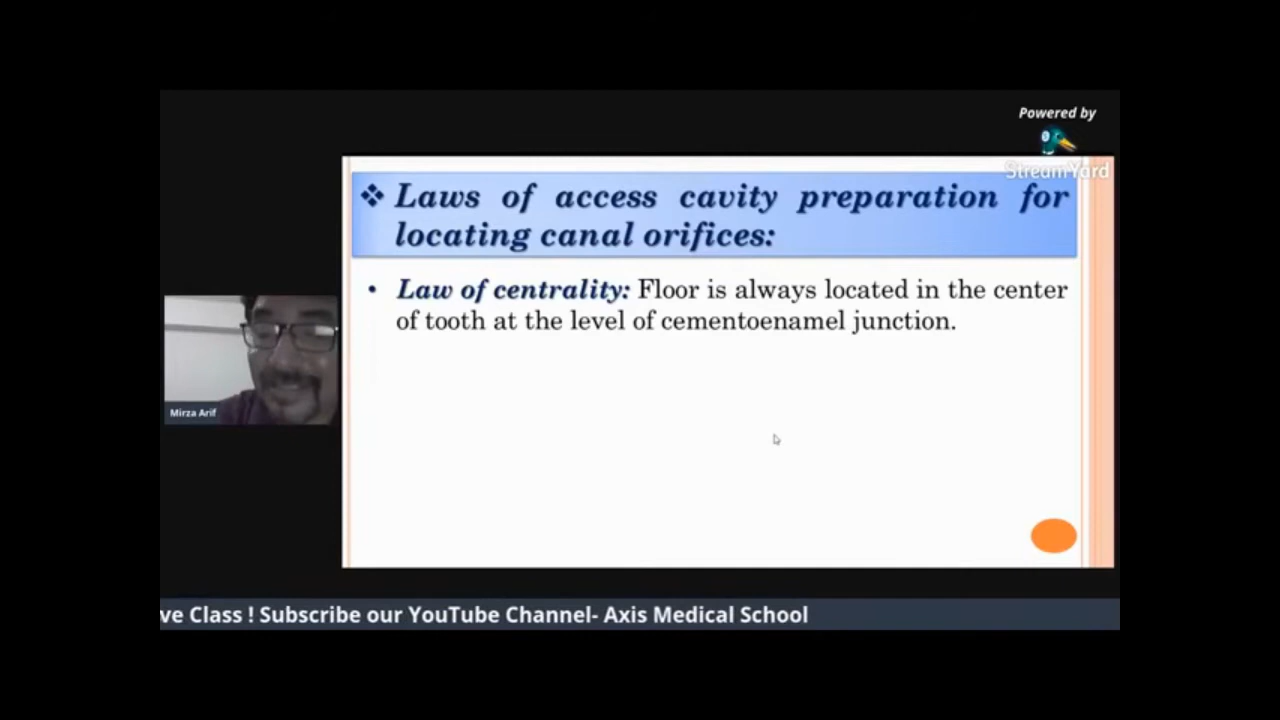 Powered by
StreamYard
❖ Laws of access cavity preparation for
locating canal orifices:
• Law of centrality: Floor is always located in the center
of tooth at the level of cementoenamel junction.
Mirza Arif
ve Class ! Subscribe our YouTube Channel- Axis Medical School